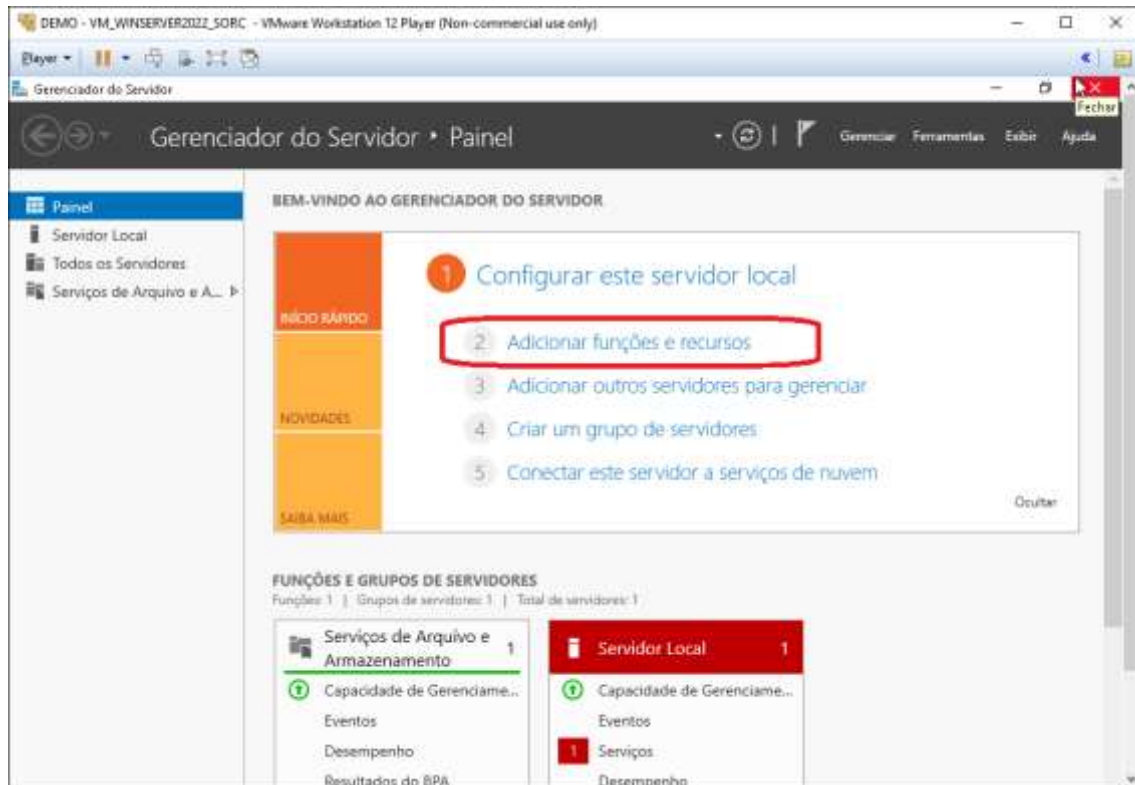 DEMO - VM_WINSERVER2022_SORC - VMware Workstation 12 Player (Non-commercial use only)
Player
Gerenciador do Servidor
Fechar
Gerenciador do Servidor • Painel
Gerenciar Ferramentas Exibir Ajuda
Painel
Servidor Local
Todos os Servidores
Serviços de Arquivo e A...
BEM-VINDO AO GERENCIADOR DO SERVIDOR
INÍCIO RÁPIDO
NOVIDADES
SAIBA MAIS
1 Configurar este servidor local
2 Adicionar funções e recursos
3 Adicionar outros servidores para gerenciar
4 Criar um grupo de servidores
5 Conectar este servidor a serviços de nuvem
Ocultar
FUNÇÕES E GRUPOS DE SERVIDORES
Funções: 1 | Grupos de servidores: 1 | Total de servidores: 1
Serviços de Arquivo e
Armazenamento 1
Capacidade de Gerenciame...
Eventos
Desempenho
Resultados do BPA
Servidor Local 1
Capacidade de Gerenciame...
Eventos
1 Serviços
Desempenho